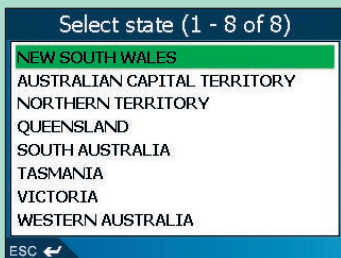 Select state (1 - 8 of 8)
NEW SOUTH WALES
AUSTRALIAN CAPITAL TERRITORY
NORTHERN TERRITORY
QUEENSLAND
SOUTH AUSTRALIA
TASMANIA
VICTORIA
WESTERN AUSTRALIA
ESC